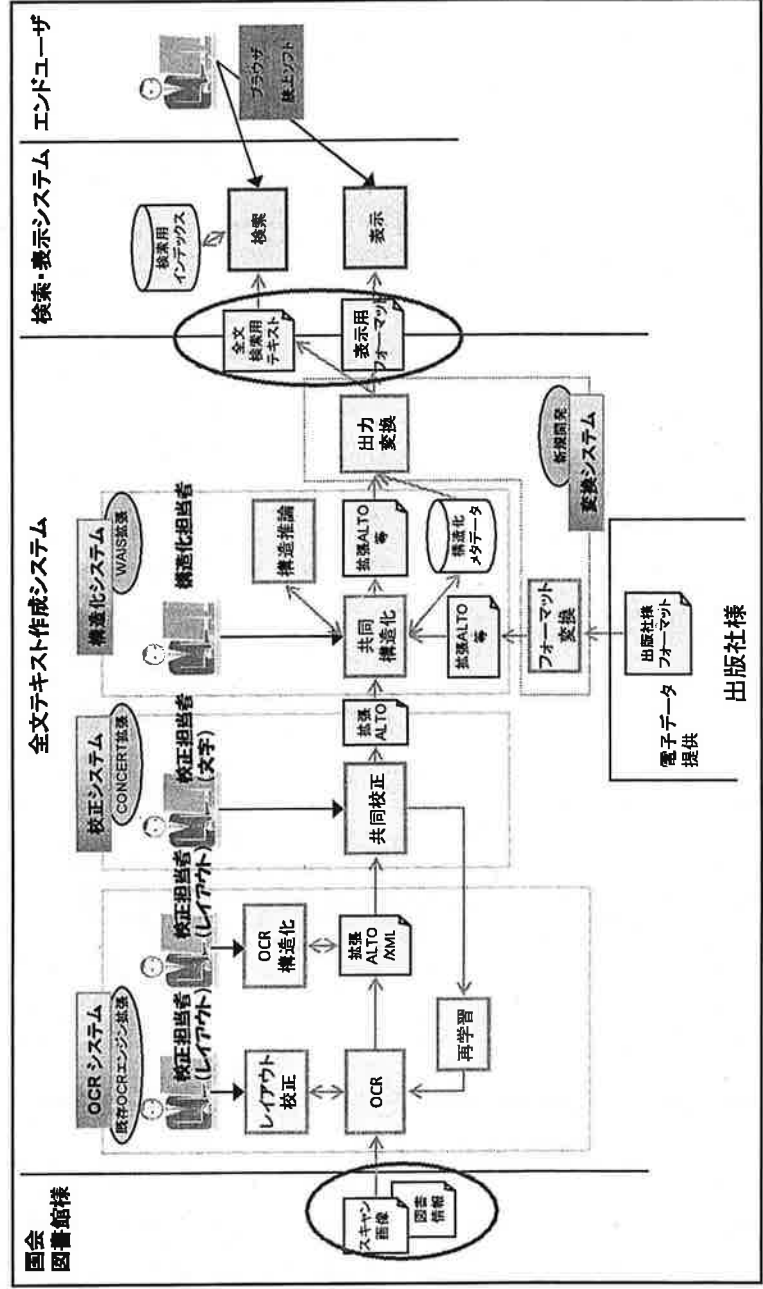 国会
図書館様
全文テキスト作成システム
検索・表示システム
エンドユーザ
OCRシステム
既存OCRエンジン拡張
校正システム
CONCERT拡張
構造化システム
WAIS拡張
校正担当者
(レイアウト)
校正担当者
(レイアウト)
校正担当者
(文字)
構造化担当者
レイアウト
校正
OCR
構造化
構造推論
スキャン
画像
図書
情報
OCR
拡張
ALTO
/XML
共同校正
拡張
ALTO
共同
構造化
拡張ALTO
等
出力
変換
再学習
拡張ALTO
等
構造化
メタデータ
フォーマット
変換
新規開発
変換システム
電子データ
提供
出版社様
フォーマット
出版社様
全文
検索用
テキスト
表示用
フォーマット
検索用
インデックス
検索
表示
ブラウザ